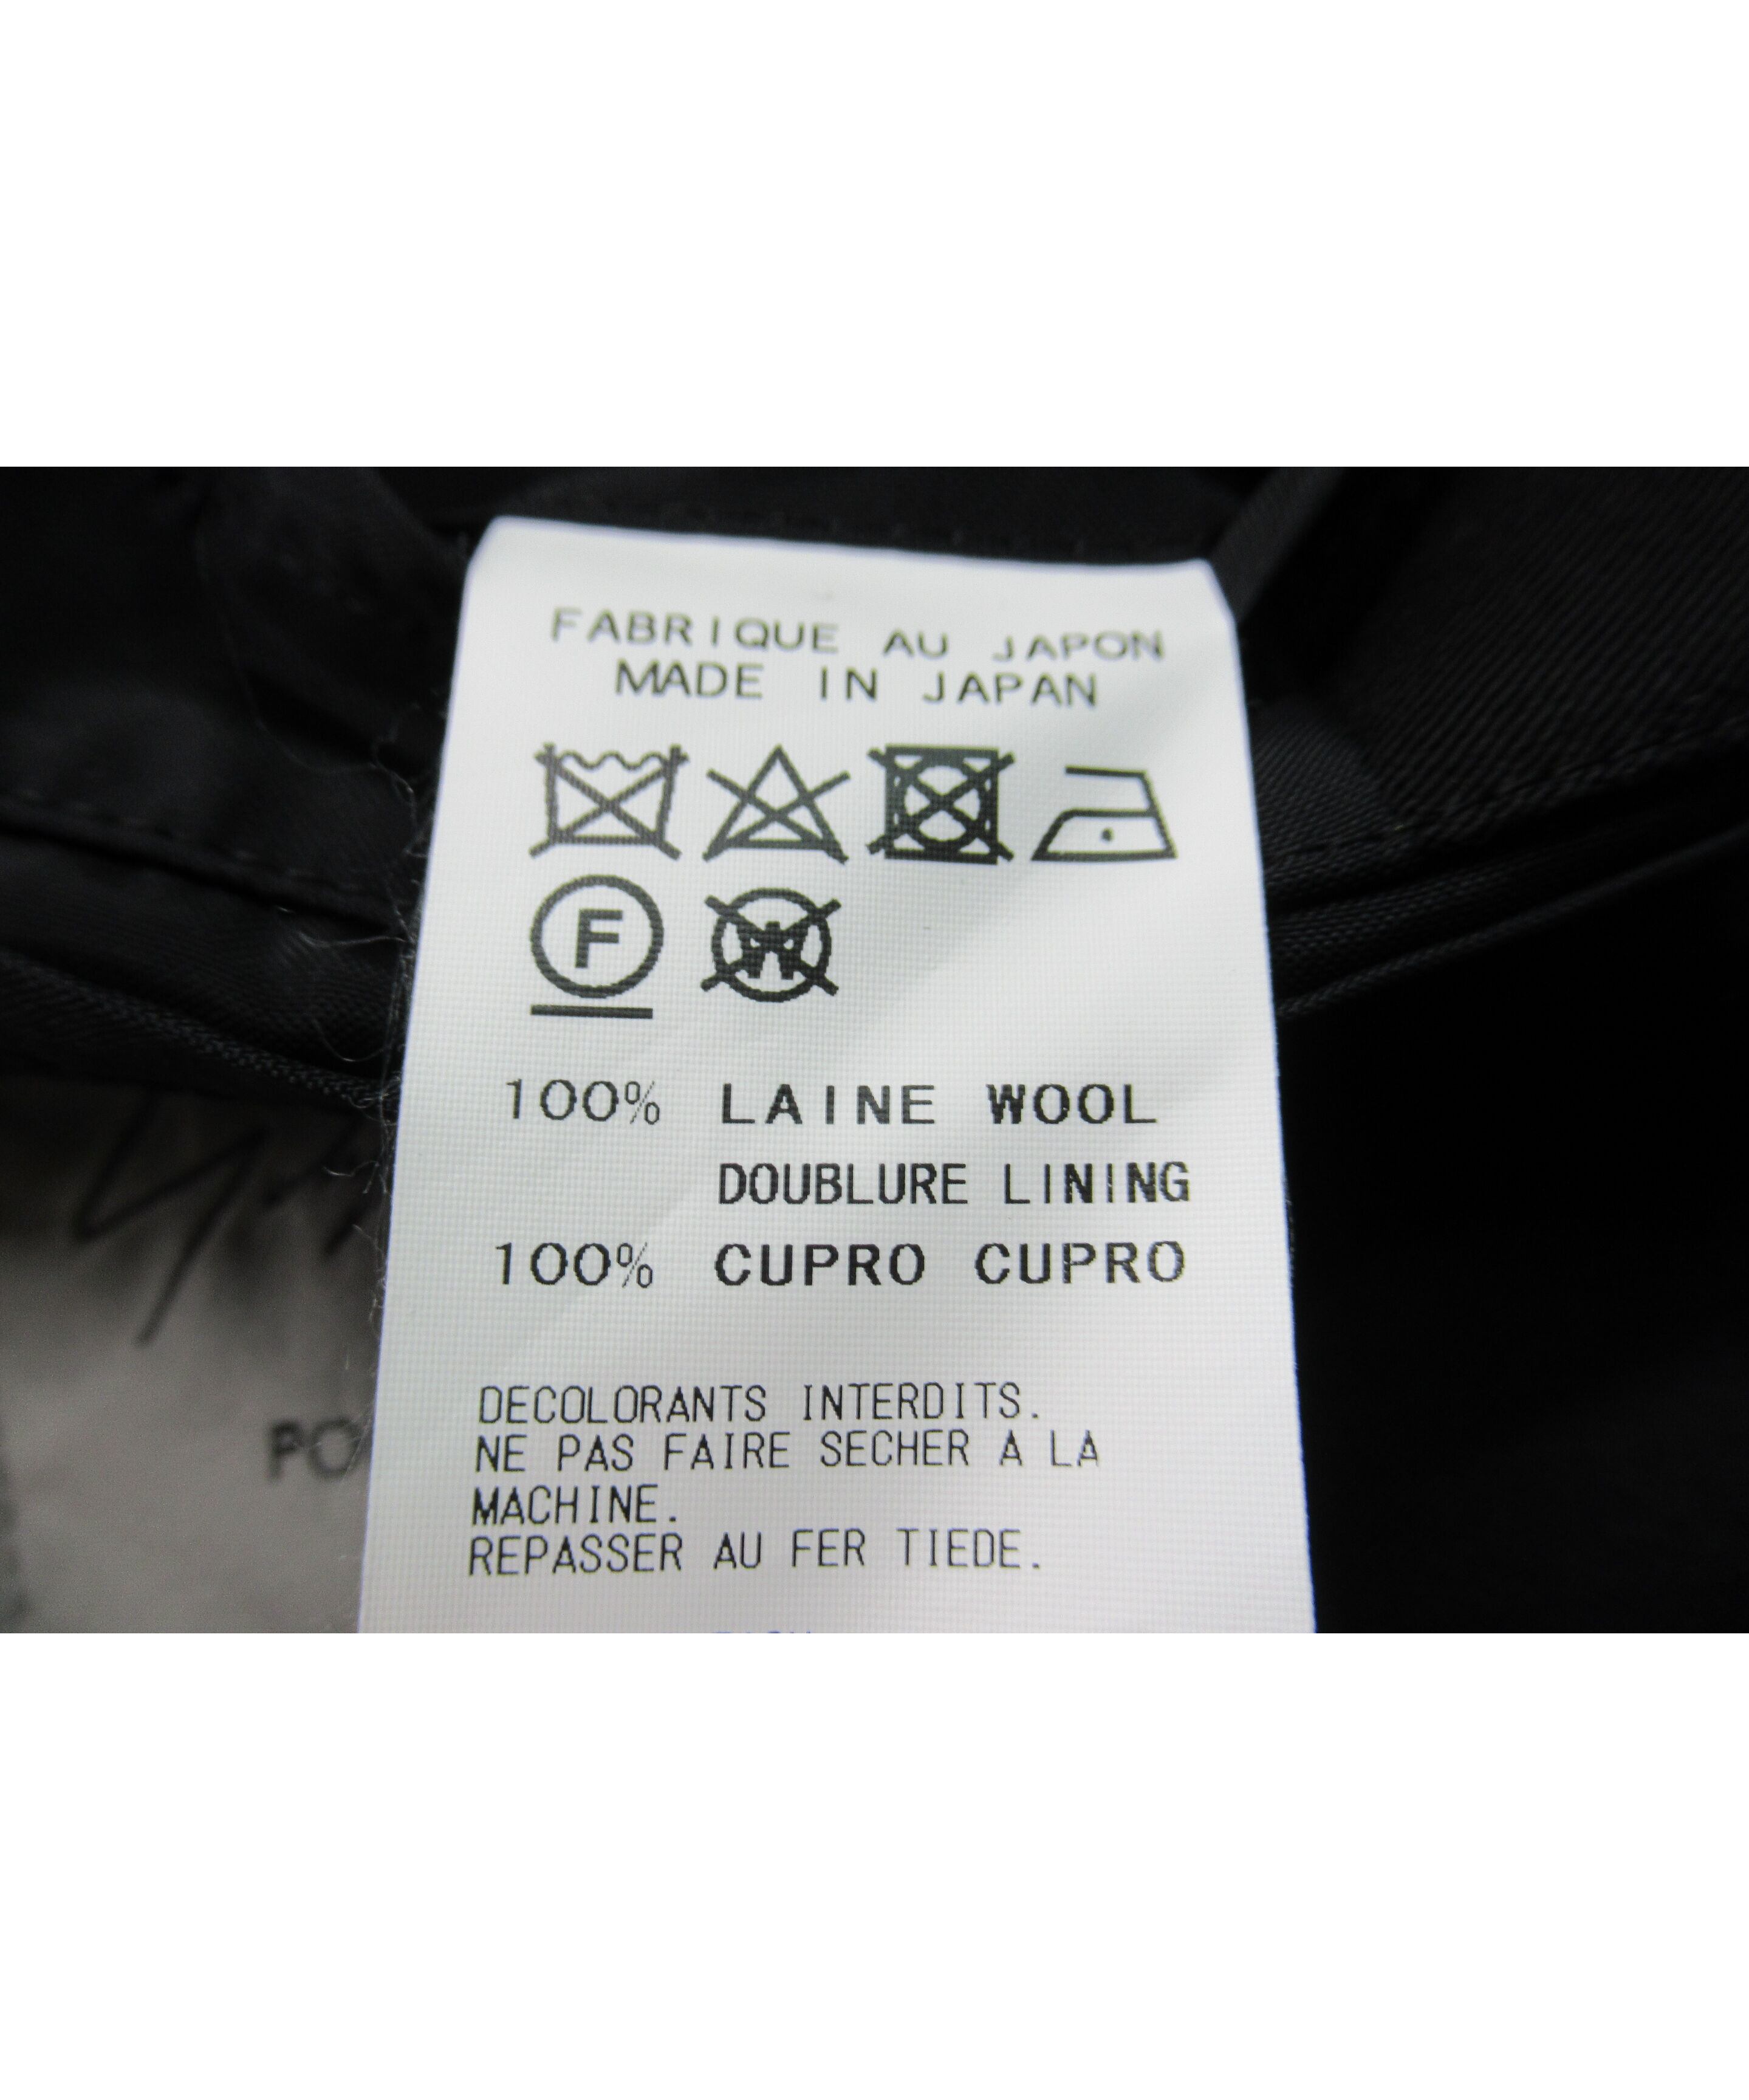 FABRIQUE AU JAPON
MADE IN JAPAN
F W
100% LAINE WOOL
DOUBLURE LINING
100% CUPRO CUPRO
DECOLORANTS INTERDITS.
NE PAS FAIRE SECHER A LA
MACHINE.
REPASSER AU FER TIEDE.